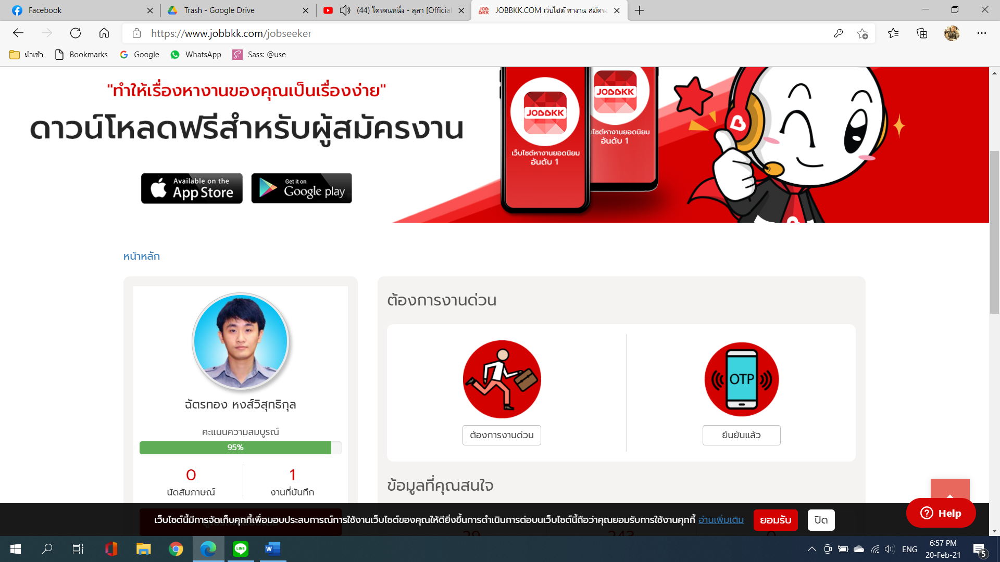 Facebook
Trash - Google Drive
(44) ใครคนหนึ่ง - ลุลา [Official
JOBBKK.COM เว็บไซต์ หางาน สมัครง
https://www.jobbkk.com/jobseeker
นำเข้า
Bookmarks
Google
WhatsApp
Sass: @use
"ทำให้เรื่องหางานของคุณเป็นเรื่องง่าย"
ดาวน์โหลดฟรีสำหรับผู้สมัครงาน
Available on the
App Store
Get it on
Google play
JOBBKK
เว็บไซต์หางานยอดนิยม
อันดับ 1
JOBBKK
เว็บไซต์หางานยอดนิยม
อันดับ 1
หน้าหลัก
ฉัตรทอง หงส์วิสุทธิกุล
คะแนนความสมบูรณ์
95%
0
นัดสัมภาษณ์
1
งานที่บันทึก
ต้องการงานด่วน
OTP
ต้องการงานด่วน
ยืนยันแล้ว
ข้อมูลที่คุณสนใจ
เว็บไซต์นี้มีการจัดเก็บคุกกี้เพื่อมอบประสบการณ์การใช้งานเว็บไซต์ของคุณให้ดียิ่งขึ้นการดำเนินการต่อบนเว็บไซต์นี้ถือว่าคุณยอมรับการใช้งานคุกกี้ อ่านเพิ่มเติม
ยอมรับ
ปิด
Help
29
243
0
LINE
ENG
6:57 PM
20-Feb-21
5